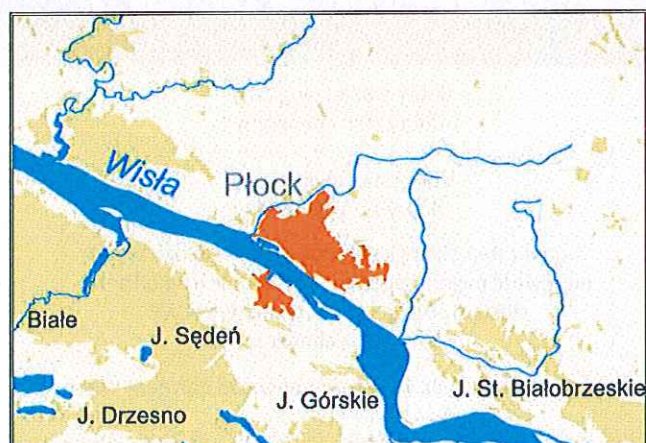 Wisła
Płock
Białe
J. Sędeń
J. Drzesno
J. Górskie
J. St. Białobrzeskie